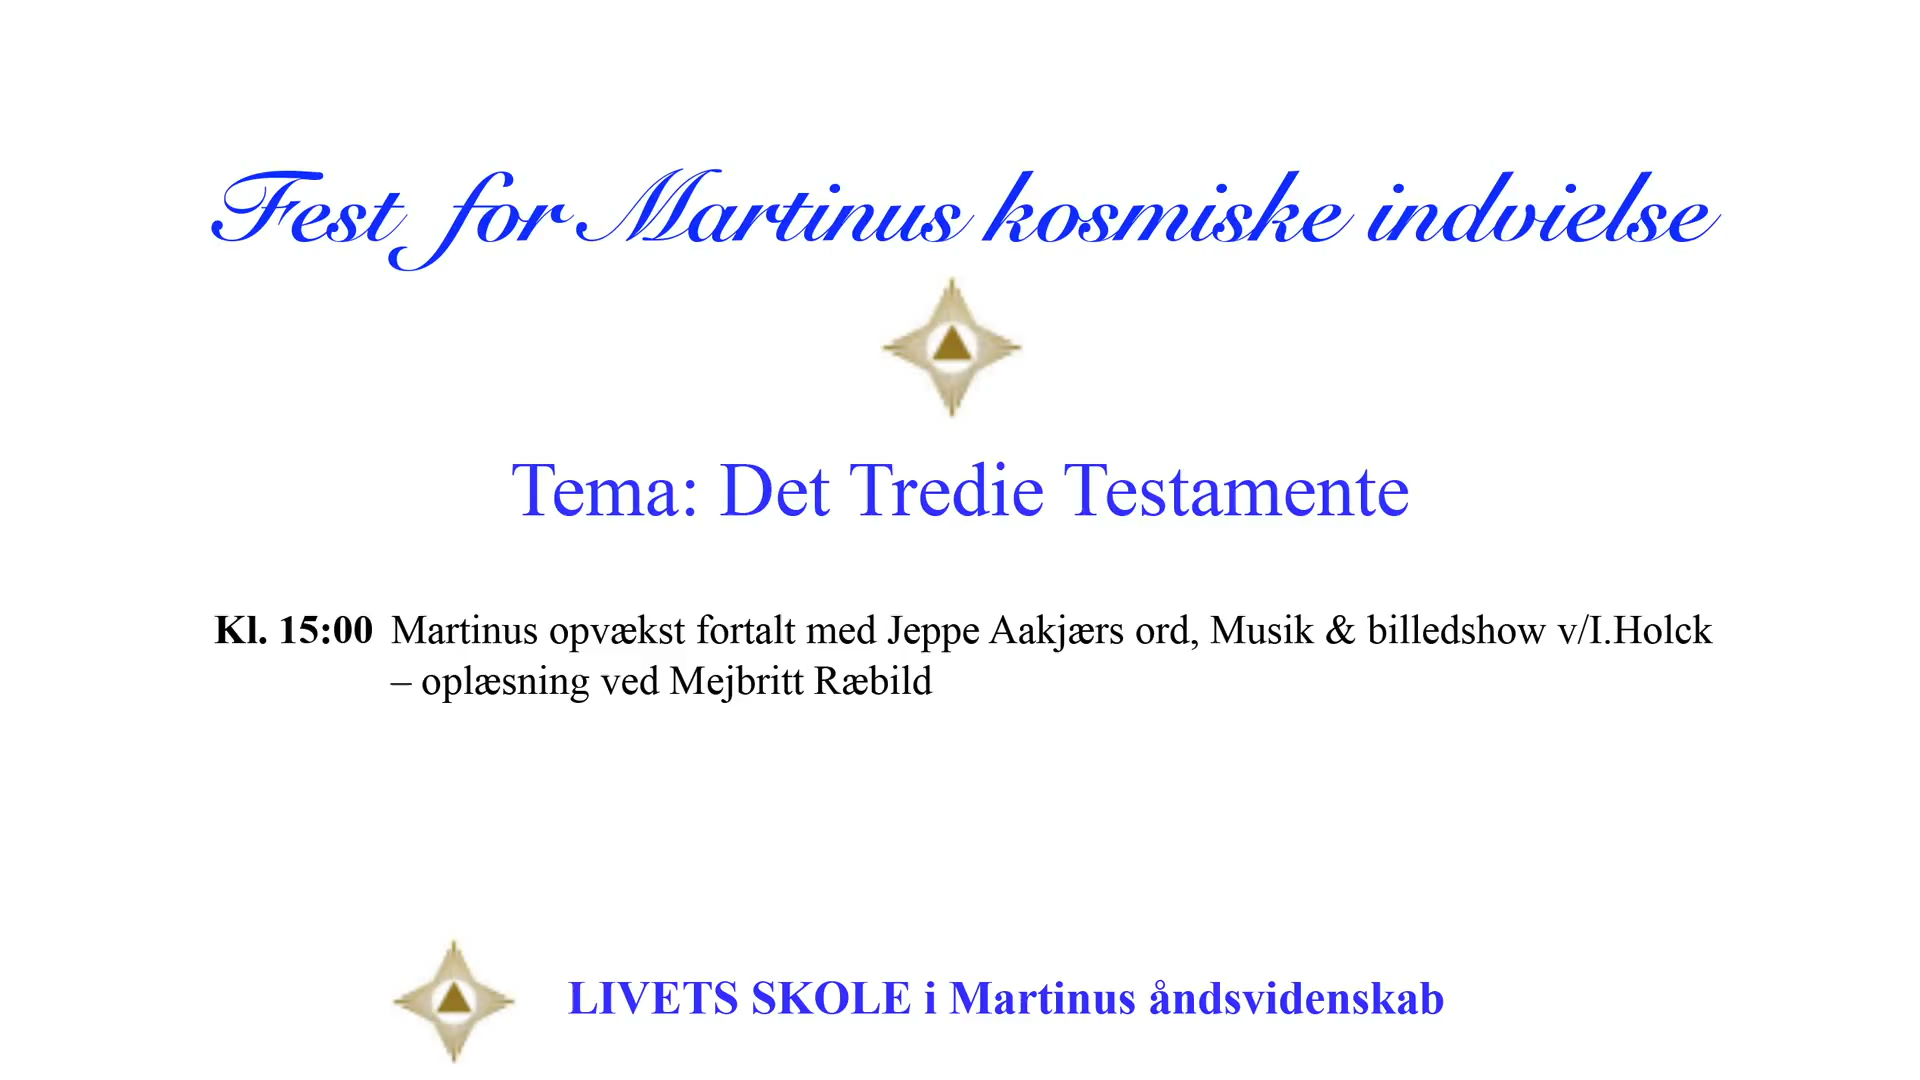 Fest for Martinus kosmiske indvielse
Tema: Det Tredie Testamente
Kl. 15:00 Martinus opvækst fortalt med Jeppe Aakjærs ord, Musik & billedshow v/I.Holck
– oplæsning ved Mejbritt Ræbild
LIVETS SKOLE i Martinus åndsvidenskab